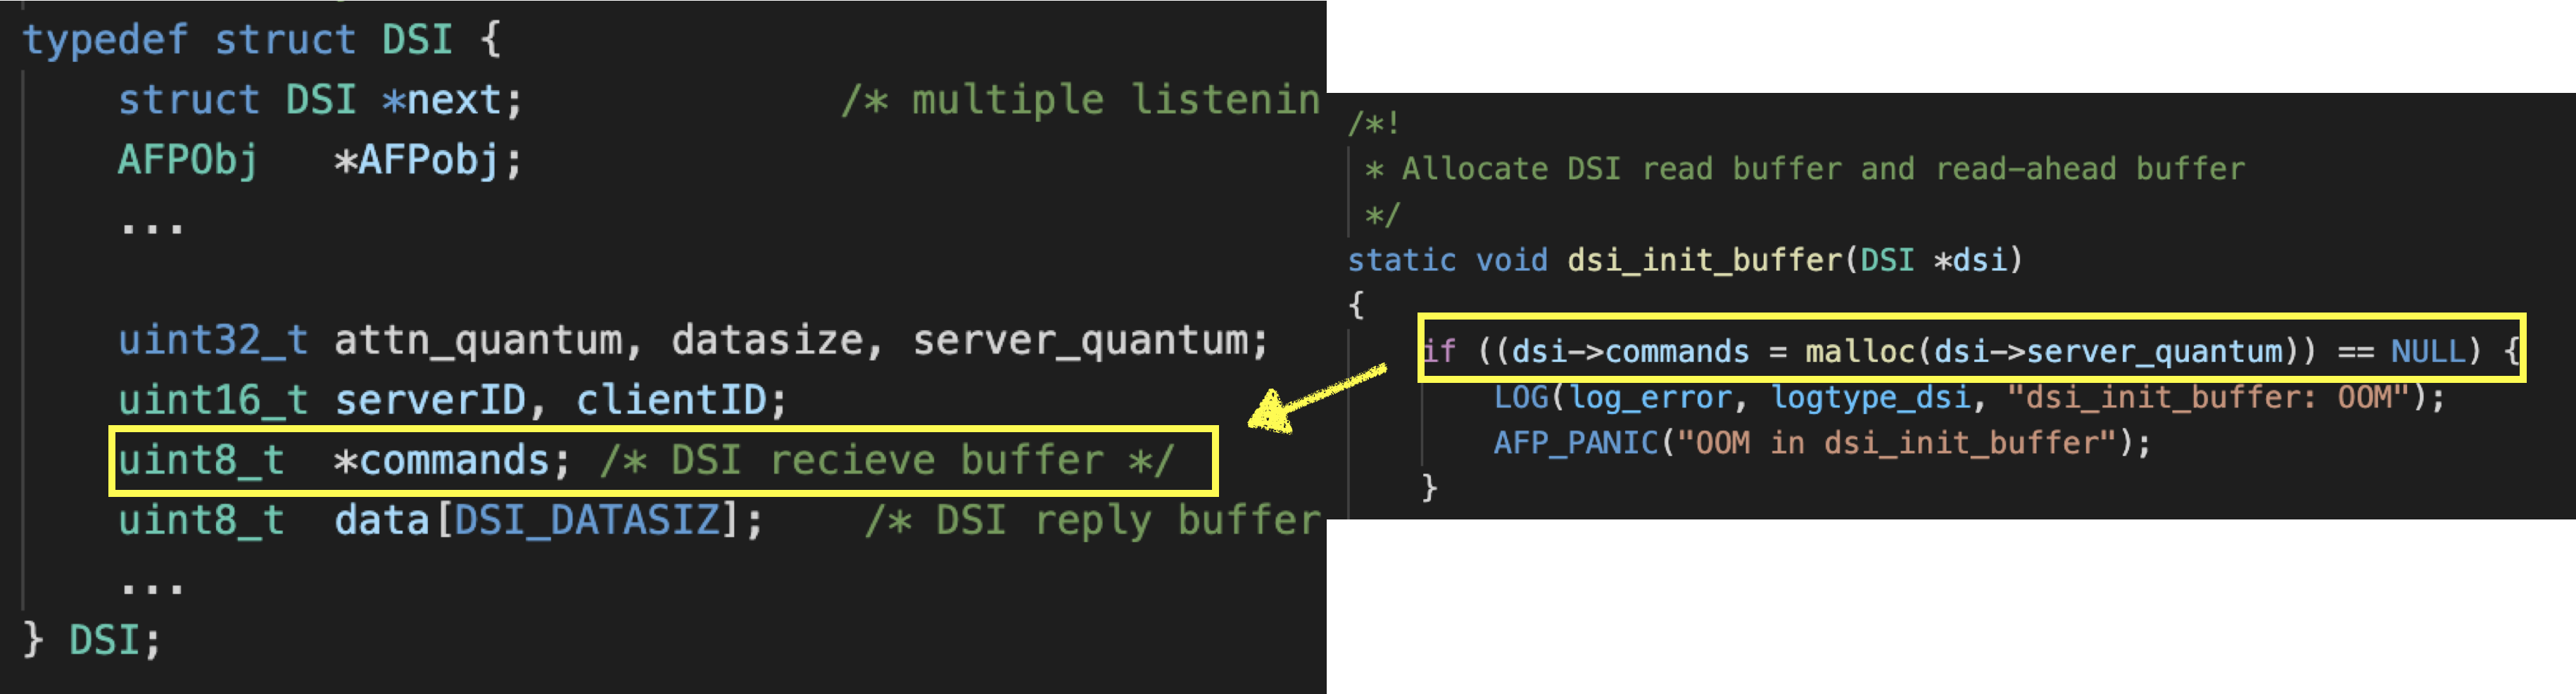 typedef struct DSI {
struct DSI *next; /* multiple listenin
AFPObj *AFPobj;
...
uint32_t attn_quantum, datasize, server_quantum;
uint16_t serverID, clientID;
uint8_t *commands; /* DSI recieve buffer */
uint8_t data[DSI_DATASIZ]; /* DSI reply buffer
...
} DSI;
/*!
* Allocate DSI read buffer and read-ahead buffer
*/
static void dsi_init_buffer(DSI *dsi)
{
if ((dsi->commands = malloc(dsi->server_quantum)) == NULL) {
LOG(log_error, logtype_dsi, "dsi_init_buffer: OOM");
AFP_PANIC("OOM in dsi_init_buffer");
}